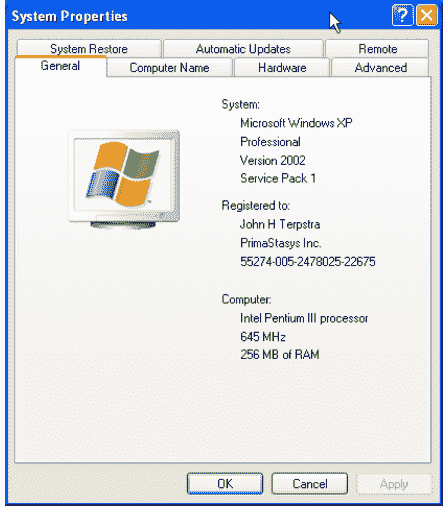 System Properties
System Restore
Automatic Updates
Remote
General
Computer Name
Hardware
Advanced
System:
Microsoft Windows XP
Professional
Version 2002
Service Pack 1
Registered to:
John H Terpstra
PrimaStasys Inc.
55274-005-2478025-22675
Computer:
Intel Pentium III processor
645 MHz
256 MB of RAM
OK
Cancel
Apply